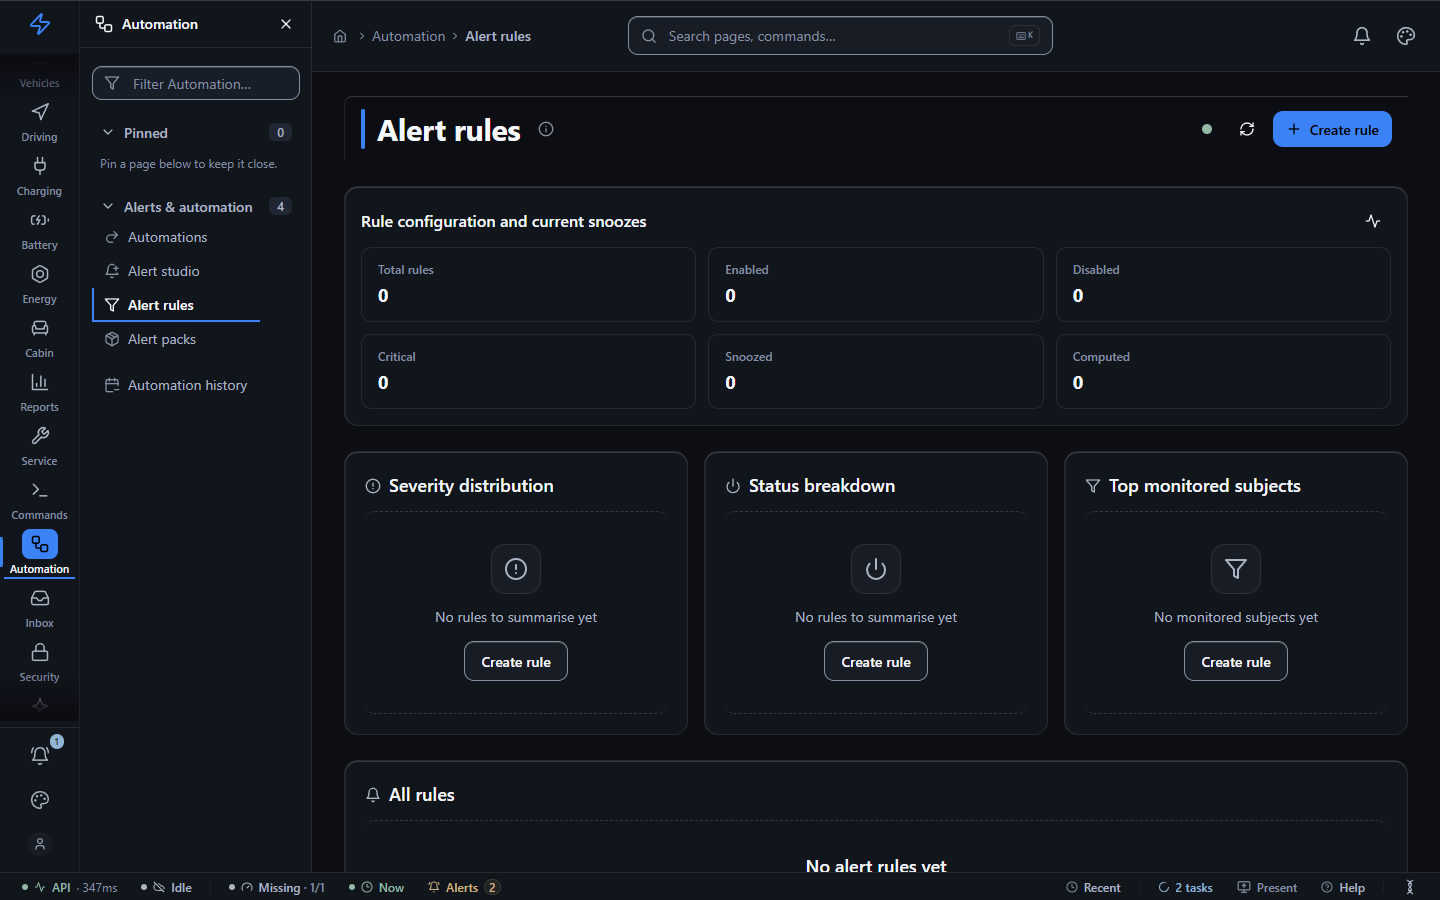 Automation
Vehicles
Driving
Charging
Battery
Energy
Cabin
Reports
Service
Commands
Automation
Inbox
Security
1
Filter Automation...
Pinned 0
Pin a page below to keep it close.
Alerts & automation 4
Automations
Alert studio
Alert rules
Alert packs
Automation history
Automation > Alert rules
Search pages, commands... K
Alert rules
Create rule
Rule configuration and current snoozes
Total rules
0
Enabled
0
Disabled
0
Critical
0
Snoozed
0
Computed
0
Severity distribution
No rules to summarise yet
Create rule
Status breakdown
No rules to summarise yet
Create rule
Top monitored subjects
No monitored subjects yet
Create rule
All rules
No alert rules yet
API · 347ms Idle Missing · 1/1 Now Alerts 2 Recent 2 tasks Present Help